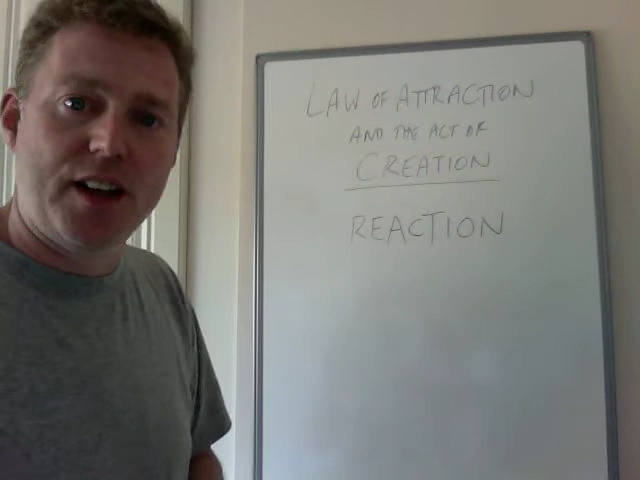 LAW OF ATTRACTION
AND THE ACT OF
CREATION
REACTION